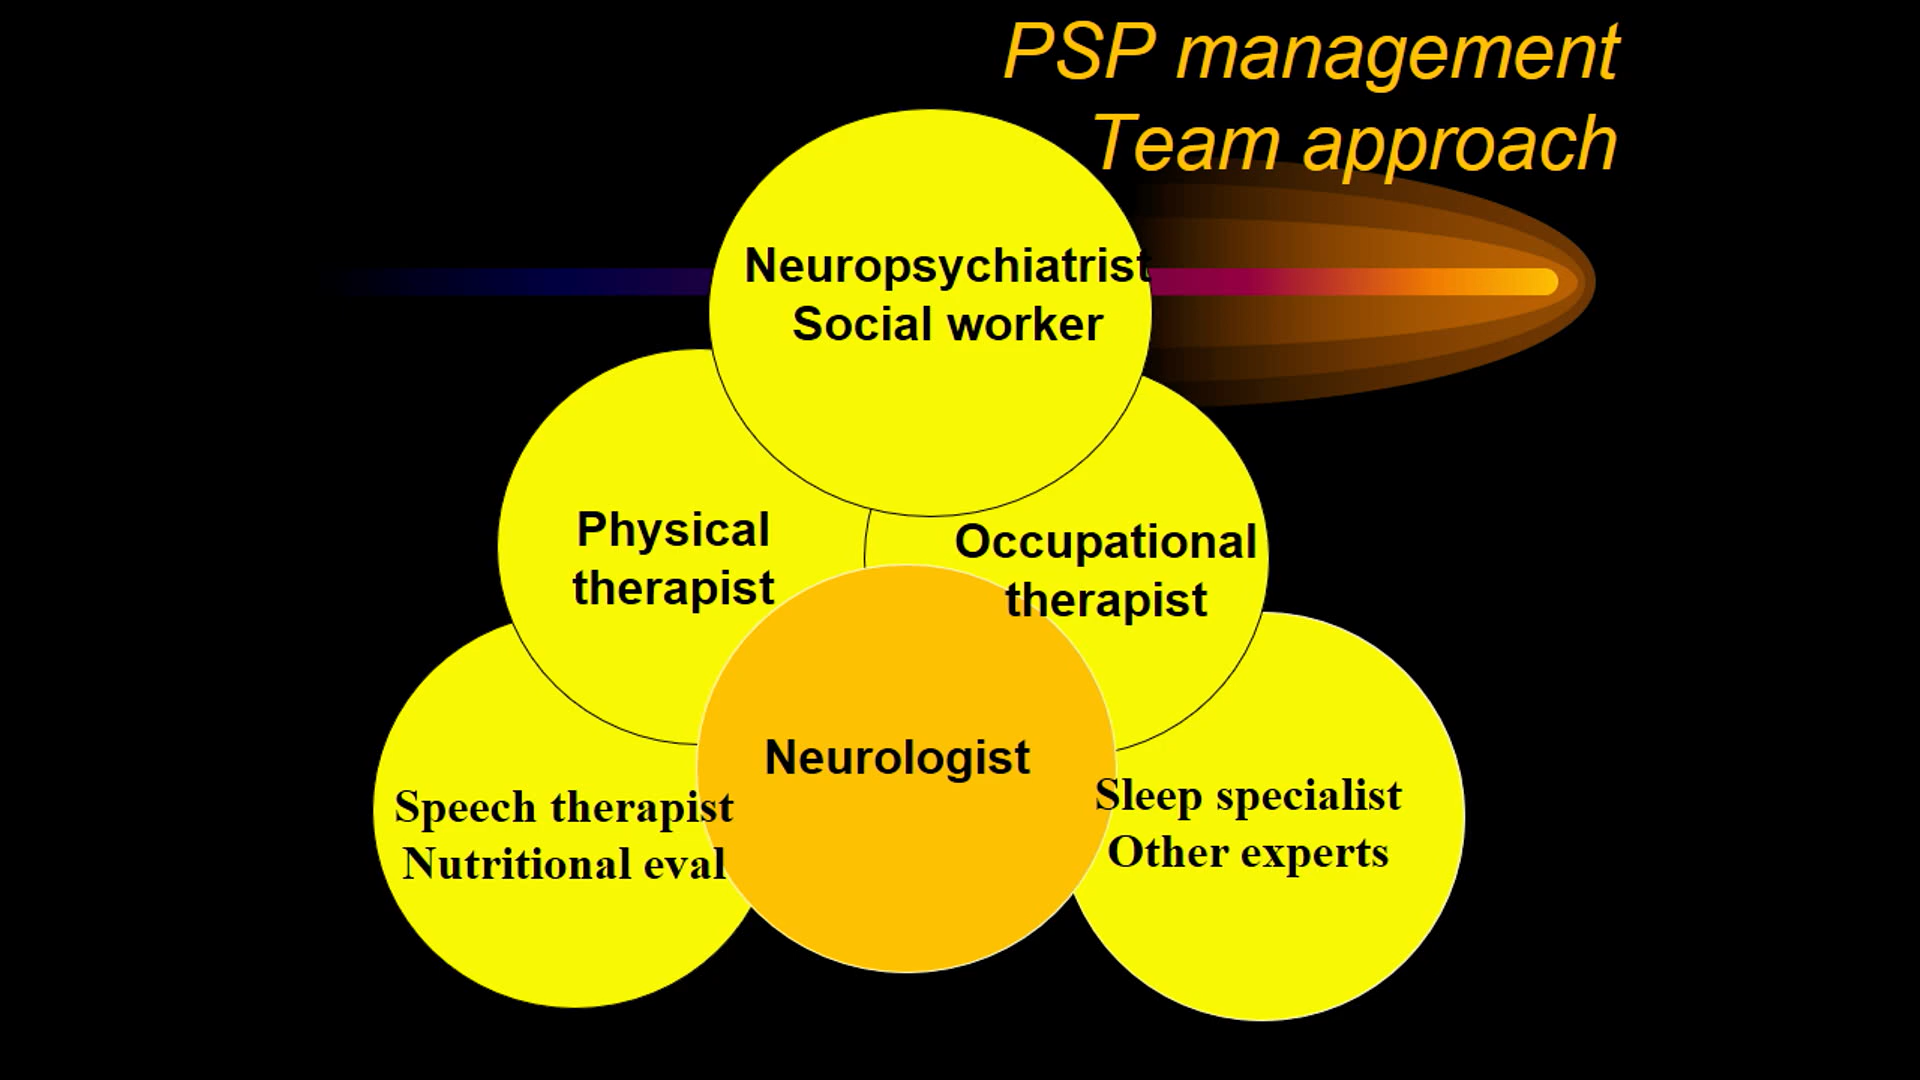 PSP management
Team approach
Neuropsychiatrist
Social worker
Physical
therapist
Occupational
therapist
Neurologist
Speech therapist
Nutritional eval
Sleep specialist
Other experts